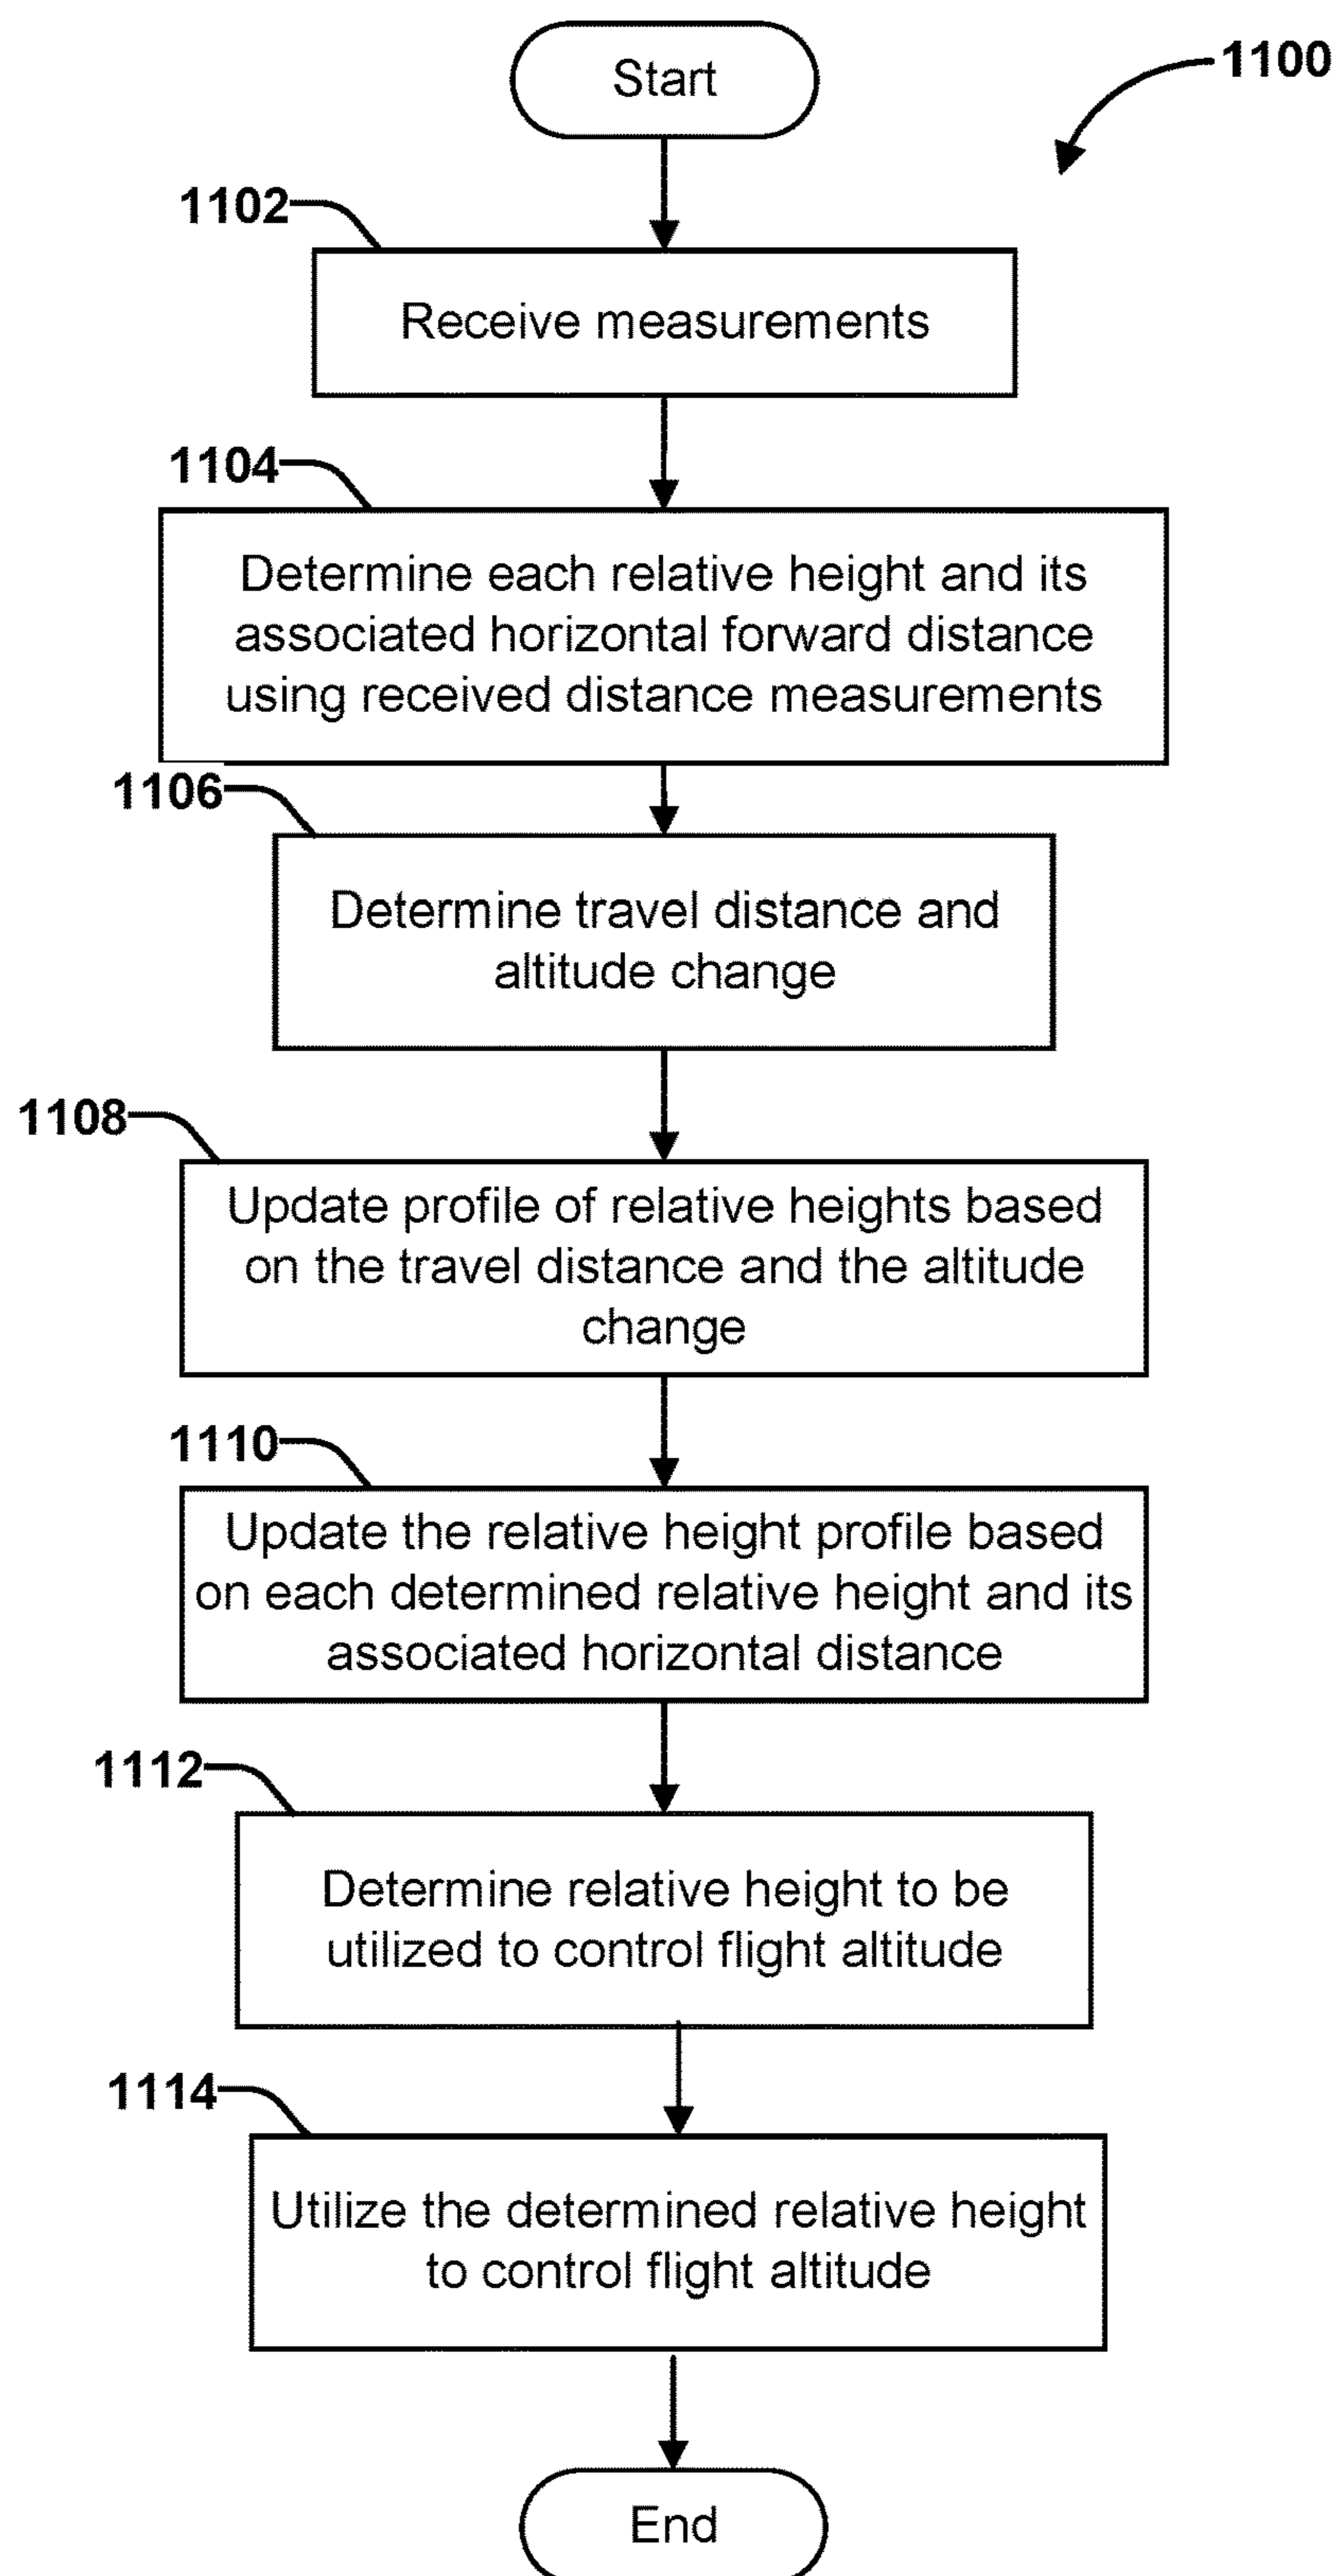 Start
1100
1102
Receive measurements
1104
Determine each relative height and its
associated horizontal forward distance
using received distance measurements
1106
Determine travel distance and
altitude change
1108
Update profile of relative heights based
on the travel distance and the altitude
change
1110
Update the relative height profile based
on each determined relative height and its
associated horizontal distance
1112
Determine relative height to be
utilized to control flight altitude
1114
Utilize the determined relative height
to control flight altitude
End